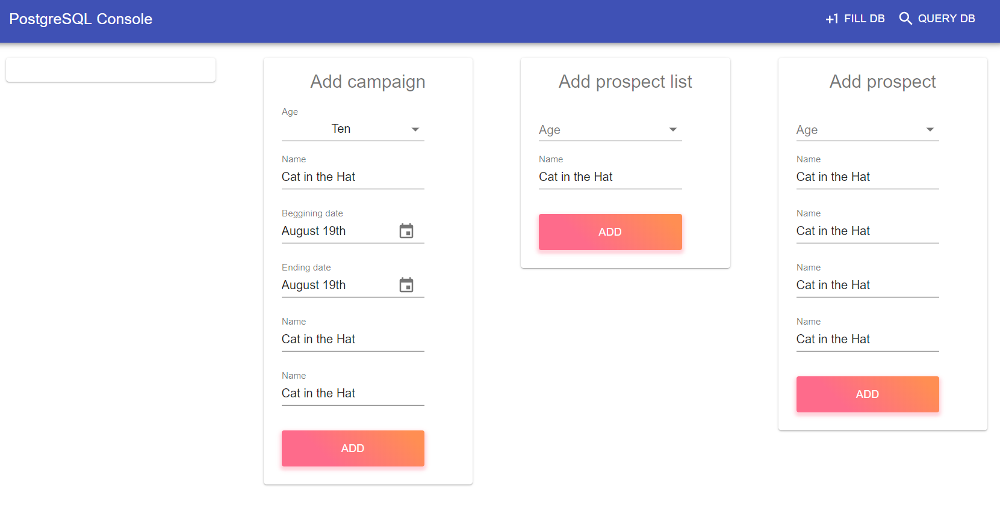 PostgreSQL Console
+1 FILL DB
QUERY DB
Add campaign
Age
Ten
Name
Cat in the Hat
Beggining date
August 19th
Ending date
August 19th
Name
Cat in the Hat
Name
Cat in the Hat
ADD
Add prospect list
Age
Name
Cat in the Hat
ADD
Add prospect
Age
Name
Cat in the Hat
Name
Cat in the Hat
Name
Cat in the Hat
Name
Cat in the Hat
ADD